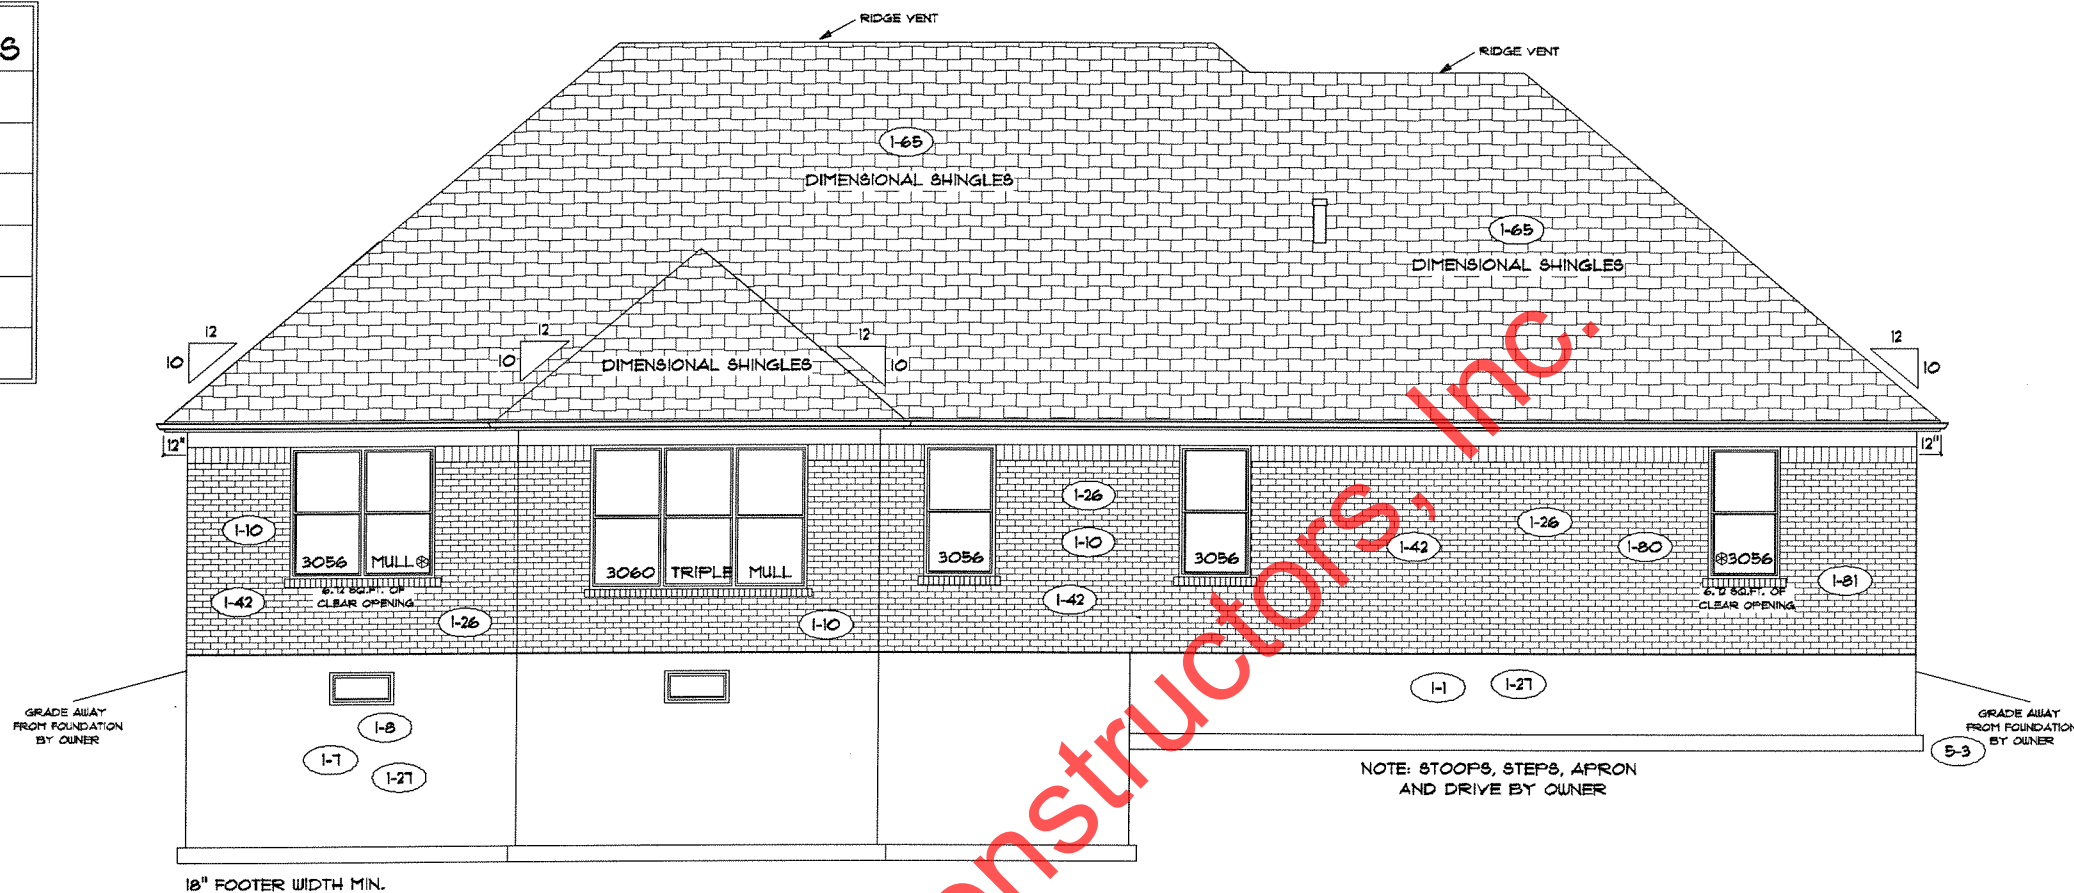 S
RIDGE VENT
RIDGE VENT
1-65
DIMENSIONAL SHINGLES
1-65
DIMENSIONAL SHINGLES
12
10
12
10
DIMENSIONAL SHINGLES
12
10
12
10
Inc.
12"
12"
1-26
1-10
1-10
1-26
1-42
1-80
3056 MULL
3060 TRIPLE MULL
3056
3056
3056
1-81
SQ.FT. OF
CLEAR OPENING
SQ.FT. OF
CLEAR OPENING
1-42
1-42
1-26
1-10
onstructors,
1-1
1-27
GRADE AWAY
FROM FOUNDATION
BY OWNER
1-8
1-7
1-27
GRADE AWAY
FROM FOUNDATION
BY OWNER
5-3
NOTE: STOOPS, STEPS, APRON
AND DRIVE BY OWNER
18" FOOTER WIDTH MIN.